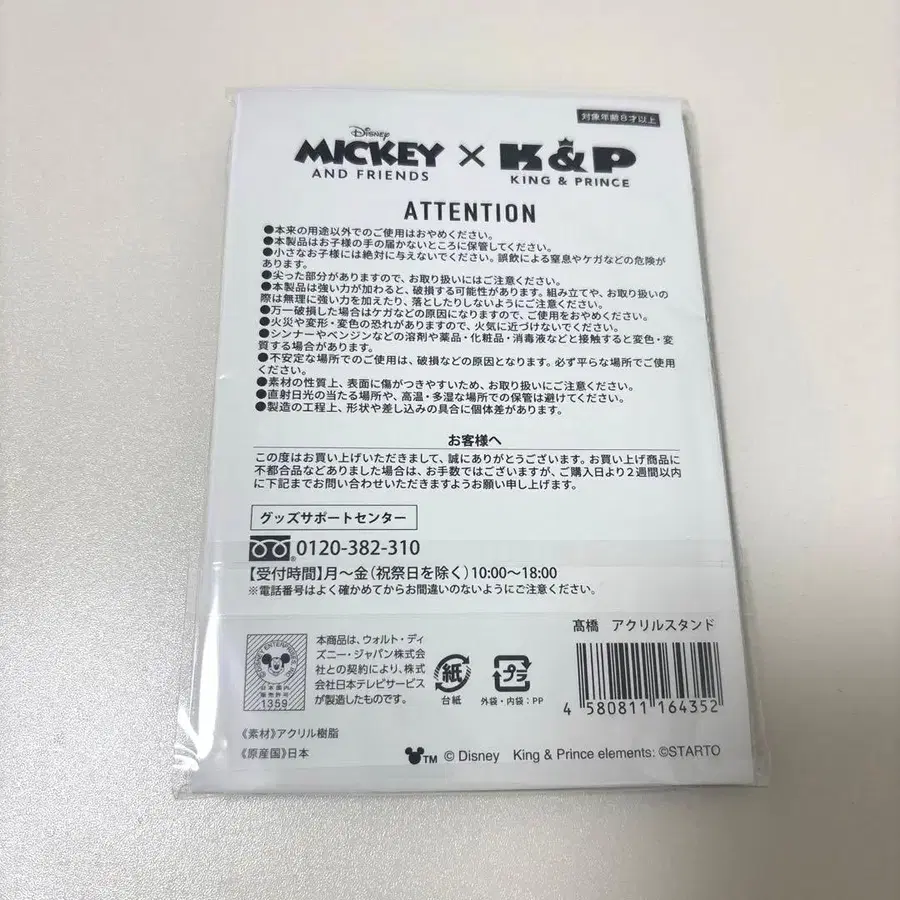 対象年齢8才以上
Disney
MICKEY × K&P
AND FRIENDS KING & PRINCE
ATTENTION
●本来の用途以外でのご使用はおやめください。
●本製品はお子様の手の届かないところに保管してください。
●小さなお子様には絶対に与えないでください。誤飲による窒息やケガなどの危険が
あります。
●尖った部分がありますので、お取り扱いにはご注意ください。
●本製品は強い力が加わると、破損する可能性があります。組み立てや、お取り扱いの
際は無理に強い力を加えたり、落としたりしないようにご注意ください。
●万一破損した場合はケガなどの原因になりますので、ご使用をおやめください。
●火災や変形・変色の恐れがありますので、火気に近づけないでください。
●シンナーやベンジンなどの溶剤や薬品・化粧品・消毒液などと接触すると変色・変
質する場合があります。
●不安定な場所でのご使用は、破損などの原因となります。必ず平らな場所でご使用
ください。
●素材の性質上、表面に傷がつきやすいため、お取り扱いにご注意ください。
●直射日光の当たる場所や、高温・多湿な場所での保管は避けてください。
●製造の工程上、形状や差し込みの具合に個体差があります。
お客様へ
この度はお買い上げいただきまして、誠にありがとうございます。お買い上げ商品に
不都合品などありました場合は、お手数ではございますが、ご購入日より2週間以内
に下記までお問い合わせいただきますようお願い申し上げます。
グッズサポートセンター
0120-382-310
【受付時間】月〜金(祝祭日を除く)10:00〜18:00
※電話番号はよく確かめてからお間違いのないようにご注意ください。
髙橋 アクリルスタンド
本商品は、ウォルト・ディ
ズニー・ジャパン株式会
社との契約により、株式
会社日本テレビサービス
が製造したものです。
日本国内
販売許可
1359
紙
台紙
プラ
外袋・内袋:PP
4 580811 164352
《素材》アクリル樹脂
《原産国》日本
TM © Disney King & Prince elements: ©STARTO